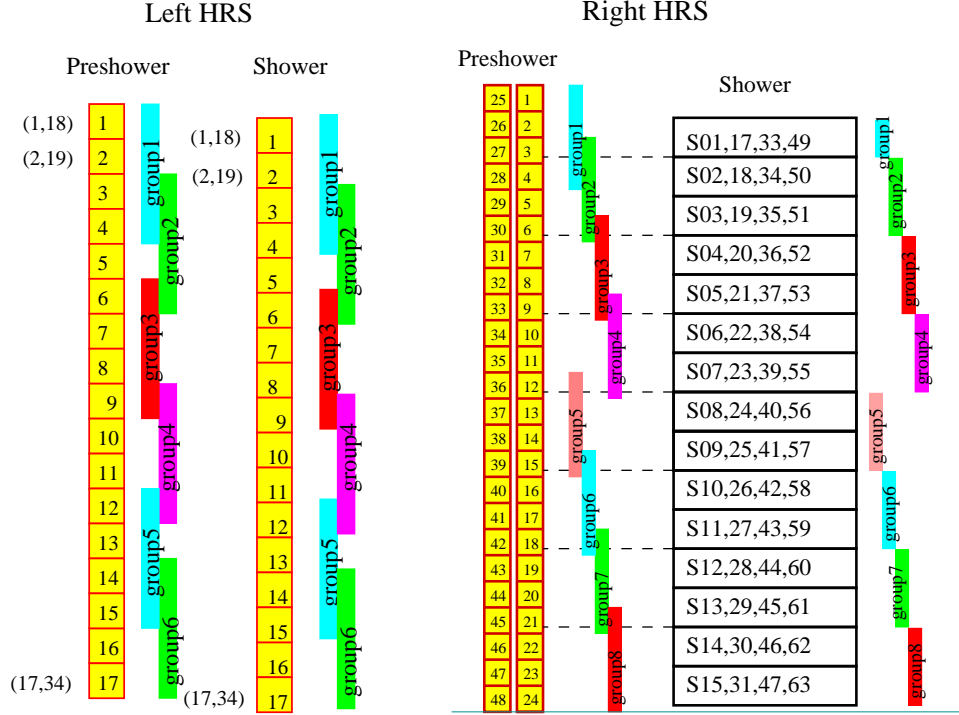 Left HRS
Right HRS
Preshower
Shower
Preshower
Shower
(1,18)
(2,19)
(17,34)
1
2
3
4
5
6
7
8
9
10
11
12
13
14
15
16
17
group1
group2
group3
group4
group5
group6
(1,18)
(2,19)
(17,34)
1
2
3
4
5
6
7
8
9
10
11
12
13
14
15
16
17
group1
group2
group3
group4
group5
group6
25 1
26 2
27 3
28 4
29 5
30 6
31 7
32 8
33 9
34 10
35 11
36 12
37 13
38 14
39 15
40 16
41 17
42 18
43 19
44 20
45 21
46 22
47 23
48 24
group1
group2
group3
group4
group5
group6
group7
group8
S01,17,33,49
S02,18,34,50
S03,19,35,51
S04,20,36,52
S05,21,37,53
S06,22,38,54
S07,23,39,55
S08,24,40,56
S09,25,41,57
S10,26,42,58
S11,27,43,59
S12,28,44,60
S13,29,45,61
S14,30,46,62
S15,31,47,63
group1
group2
group3
group4
group5
group6
group7
group8